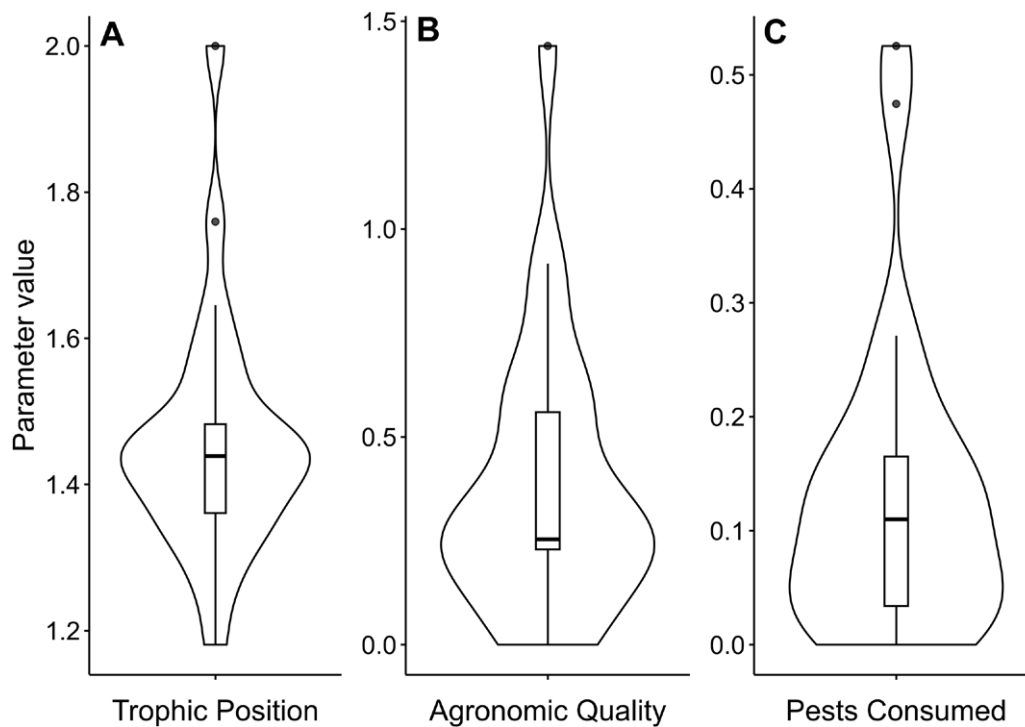 A
B
C
Parameter value
2.0
1.8
1.6
1.4
1.2
1.5
1.0
0.5
0.0
0.5
0.4
0.3
0.2
0.1
0.0
Trophic Position
Agronomic Quality
Pests Consumed